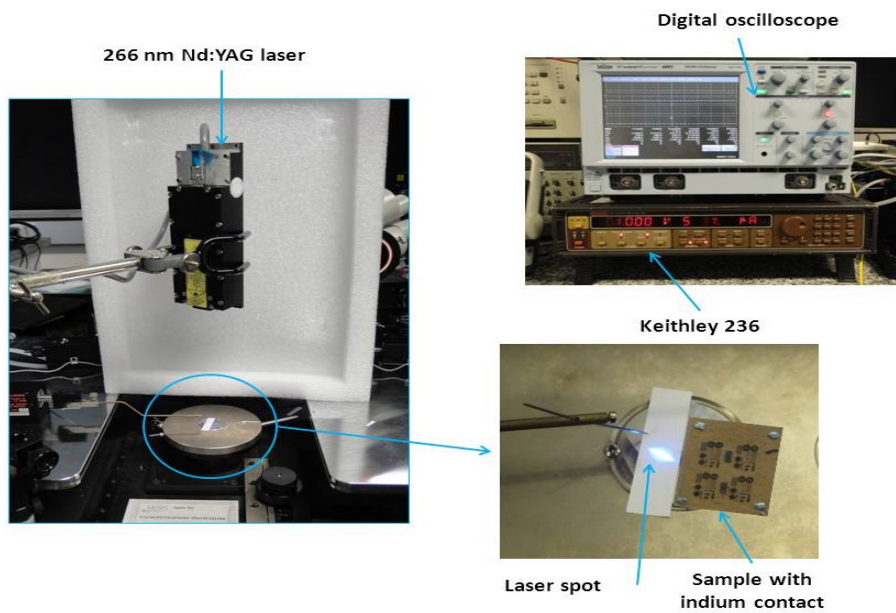 Digital oscilloscope
266 nm Nd:YAG laser
Keithley 236
Laser spot
Sample with
indium contact